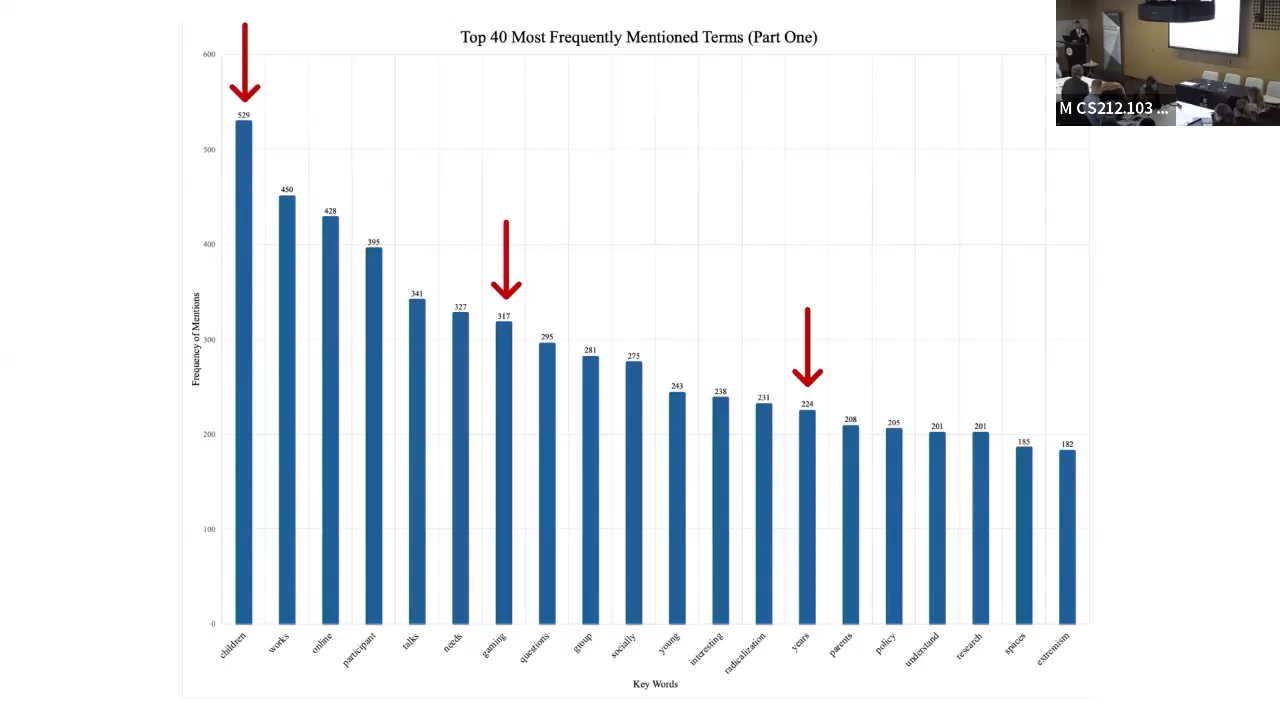 Top 40 Most Frequently Mentioned Terms (Part One)
M CS212.103 ...
600
500
400
300
200
100
0
Frequency of Mentions
529
450
428
395
341
327
317
295
281
275
243
238
231
224
208
205
201
201
185
182
children
works
online
participant
talks
needs
gaming
questions
group
socially
young
interesting
radicalization
years
parents
policy
understand
research
spaces
extremism
Key Words